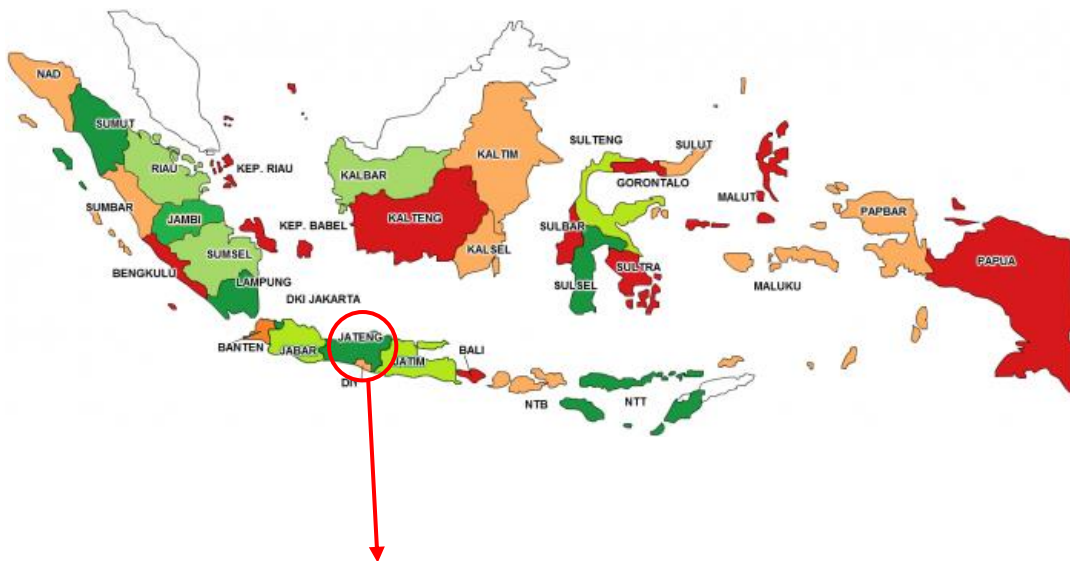 NAD
SUMUT
RIAU
KEP. RIAU
SUMBAR
JAMBI
KEP. BABEL
SUMSEL
BENGKULU
LAMPUNG
DKI JAKARTA
BANTEN
JABAR
JATENG
DIY
JATIM
BALI
NTB
NTT
KALBAR
KALTENG
KALTIM
KALSEL
SULTENG
SULUT
GORONTALO
SULBAR
SULSEL
SULTRA
MALUT
MALUKU
PAPBAR
PAPUA